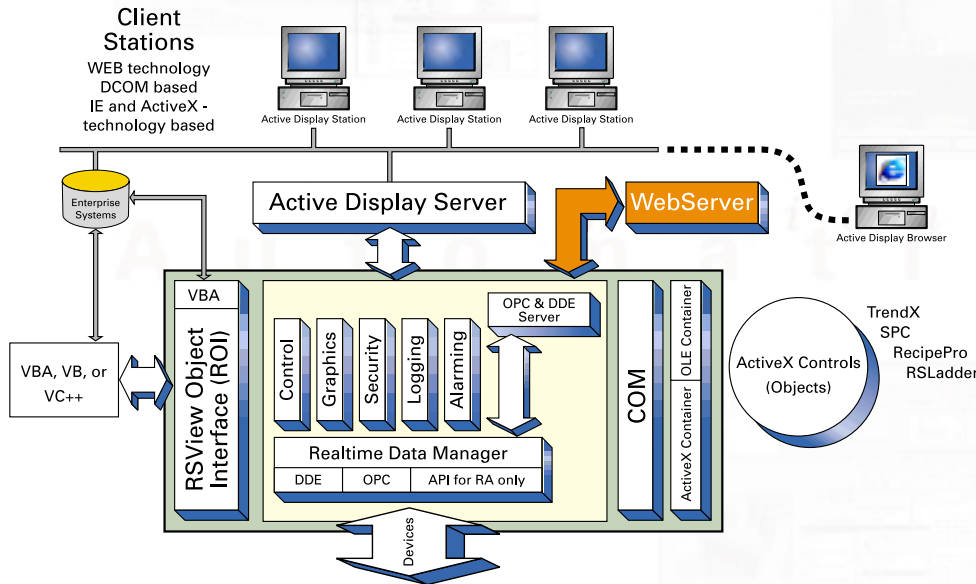 Client
Stations
WEB technology
DCOM based
IE and ActiveX -
technology based
Active Display Station
Active Display Station
Active Display Station
Enterprise
Systems
Active Display Server
WebServer
Active Display Browser
VBA
RSView Object
Interface (ROI)
VBA, VB, or
VC++
OPC & DDE
Server
Control
Graphics
Security
Logging
Alarming
Realtime Data Manager
DDE
OPC
API for RA only
Devices
COM
OLE Container
ActiveX Container
ActiveX Controls
(Objects)
TrendX
SPC
RecipePro
RSLadder